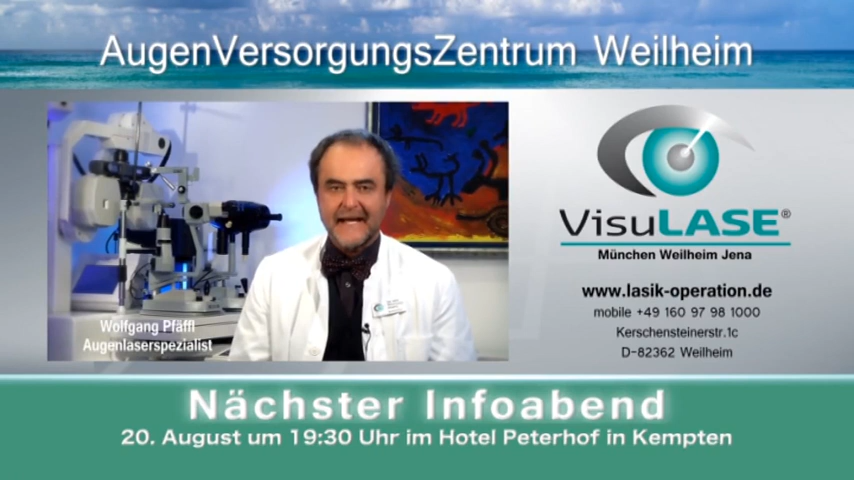 AugenVersorgungsZentrum Weilheim
Wolfgang Pfäffl
Augenlaserspezialist
VisuLASE®
München Weilheim Jena
www.lasik-operation.de
mobile +49 160 97 98 1000
Kerschensteinerstr.1c
D-82362 Weilheim
Nächster Infoabend
20. August um 19:30 Uhr im Hotel Peterhof in Kempten